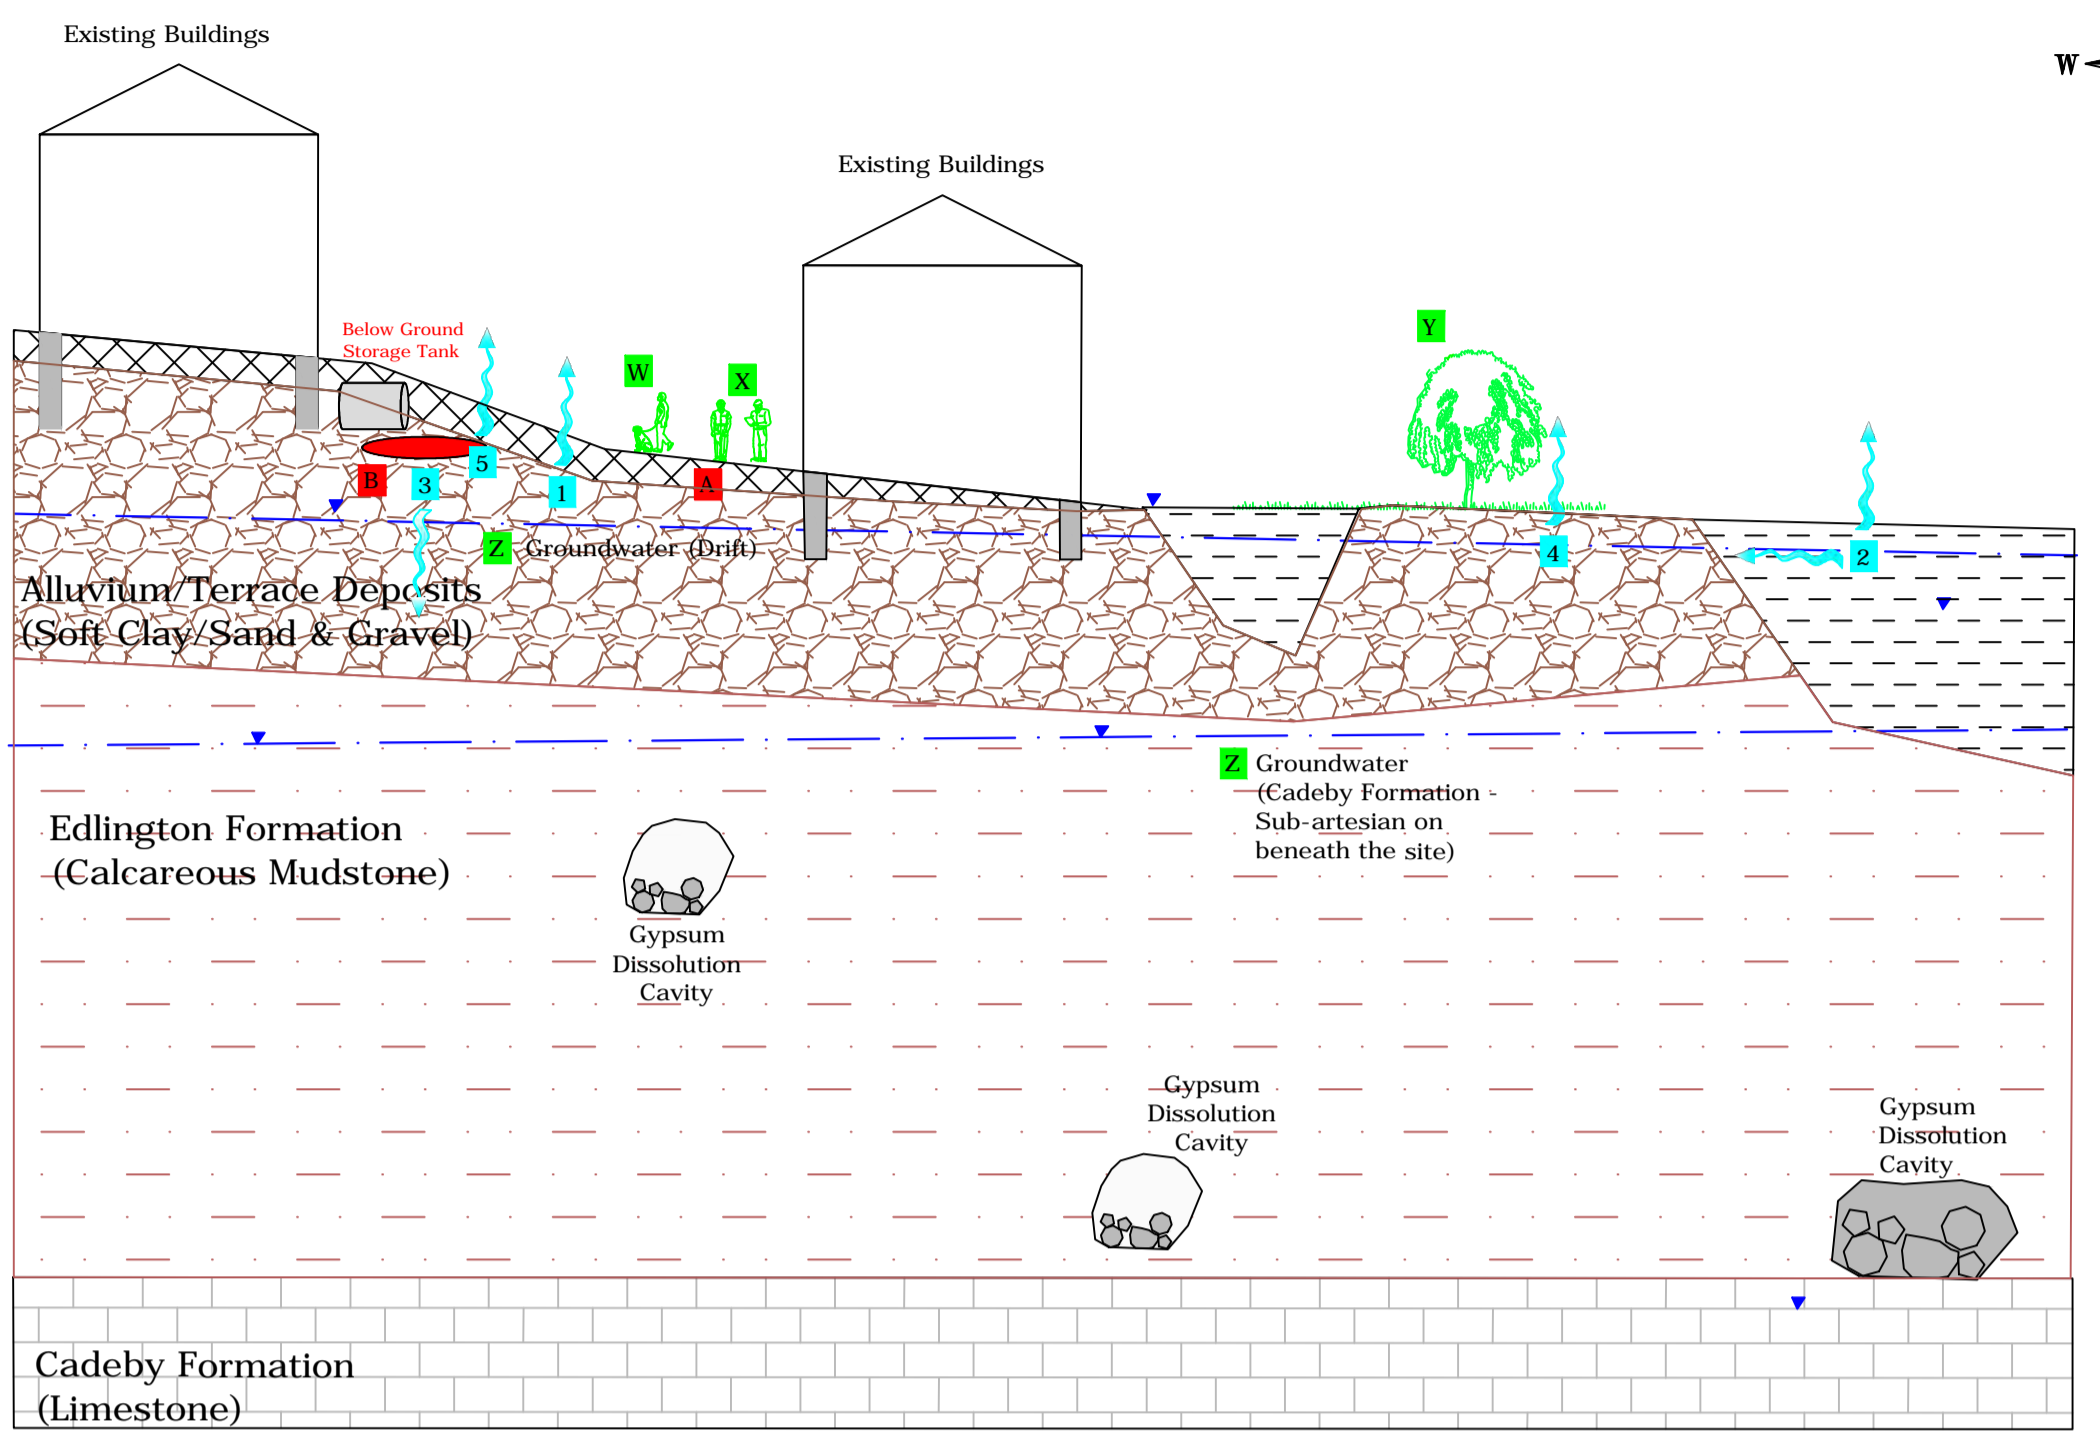 Existing Buildings
W
Existing Buildings
Below Ground
Storage Tank
Y
W
X
5
B
3
A
1
Z Groundwater (Drift)
4
2
Alluvium/Terrace Deposits
(Soft Clay/Sand & Gravel)
Z Groundwater
(Cadeby Formation -
Sub-artesian on
beneath the site)
Edlington Formation
(Calcareous Mudstone)
Gypsum
Dissolution
Cavity
Gypsum
Dissolution
Cavity
Gypsum
Dissolution
Cavity
Cadeby Formation
(Limestone)